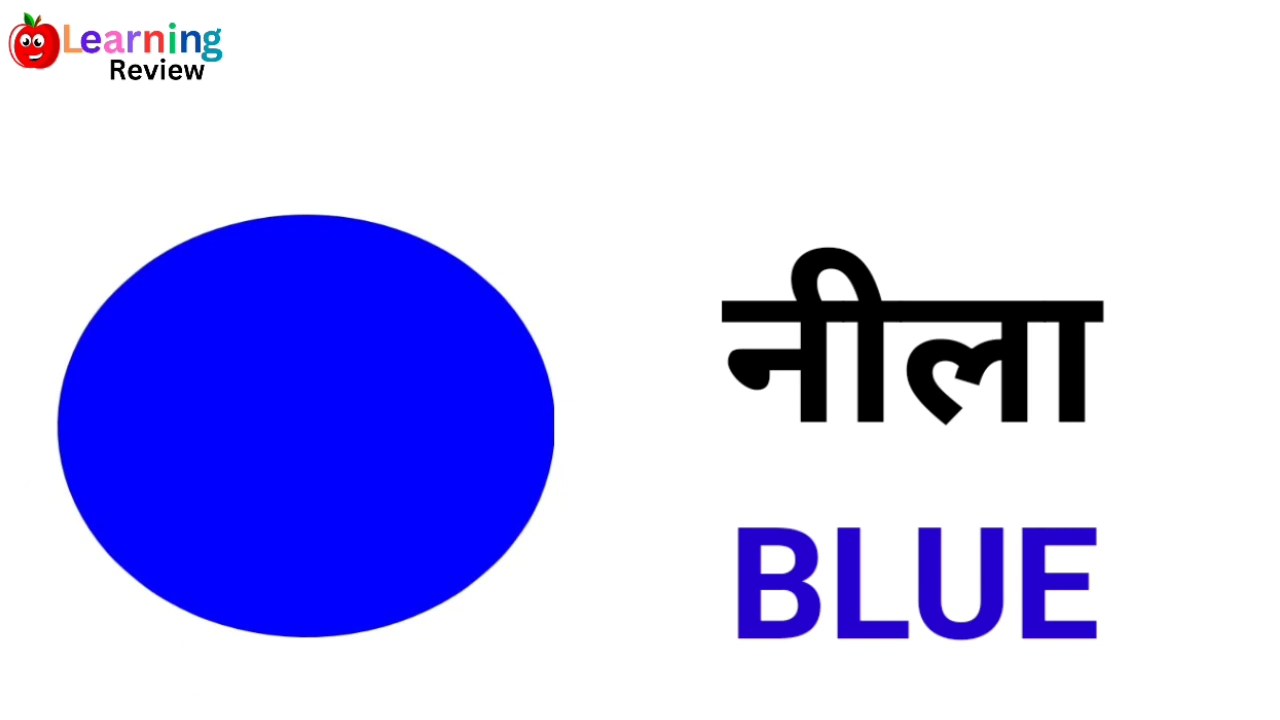 Learning
Review
नीला
BLUE